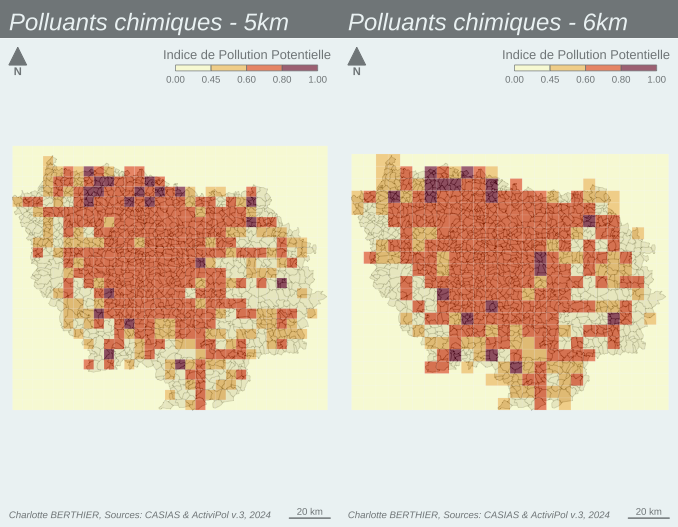 Polluants chimiques - 5km
N
Indice de Pollution Potentielle
0.00 0.45 0.60 0.80 1.00
Charlotte BERTHIER, Sources: CASIAS & ActiviPol v.3, 2024
20 km
Polluants chimiques - 6km
N
Indice de Pollution Potentielle
0.00 0.45 0.60 0.80 1.00
Charlotte BERTHIER, Sources: CASIAS & ActiviPol v.3, 2024
20 km